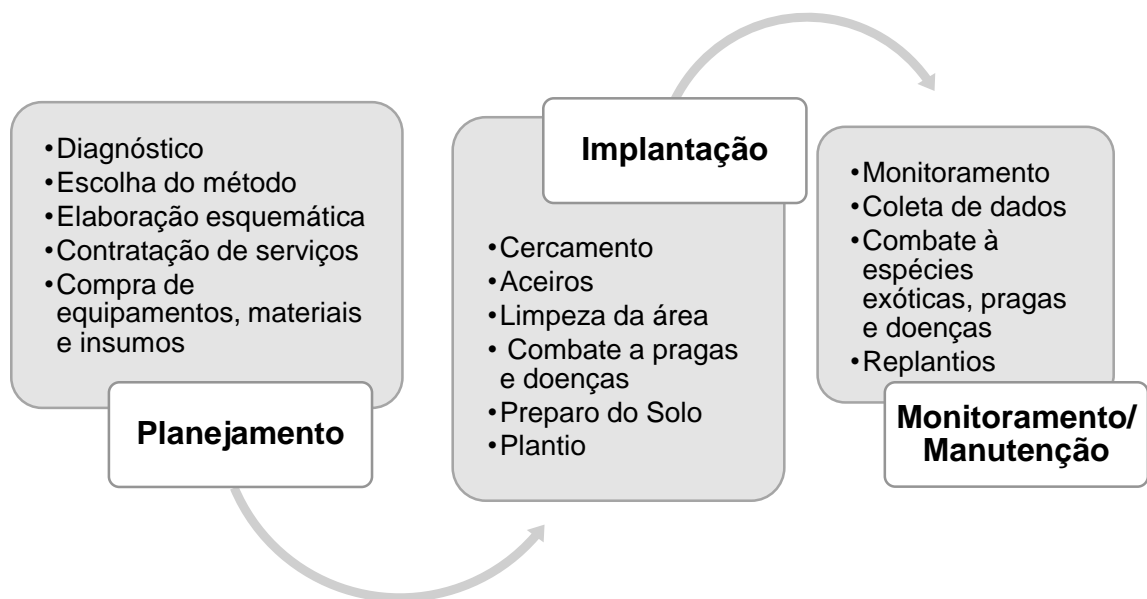 •Diagnóstico
•Escolha do método
•Elaboração esquemática
•Contratação de serviços
•Compra de
equipamentos, materiais
e insumos
Planejamento
Implantação
•Cercamento
•Aceiros
•Limpeza da área
• Combate a pragas
e doenças
•Preparo do Solo
•Plantio
•Monitoramento
•Coleta de dados
•Combate à
espécies
exóticas, pragas
e doenças
•Replantios
Monitoramento/
Manutenção